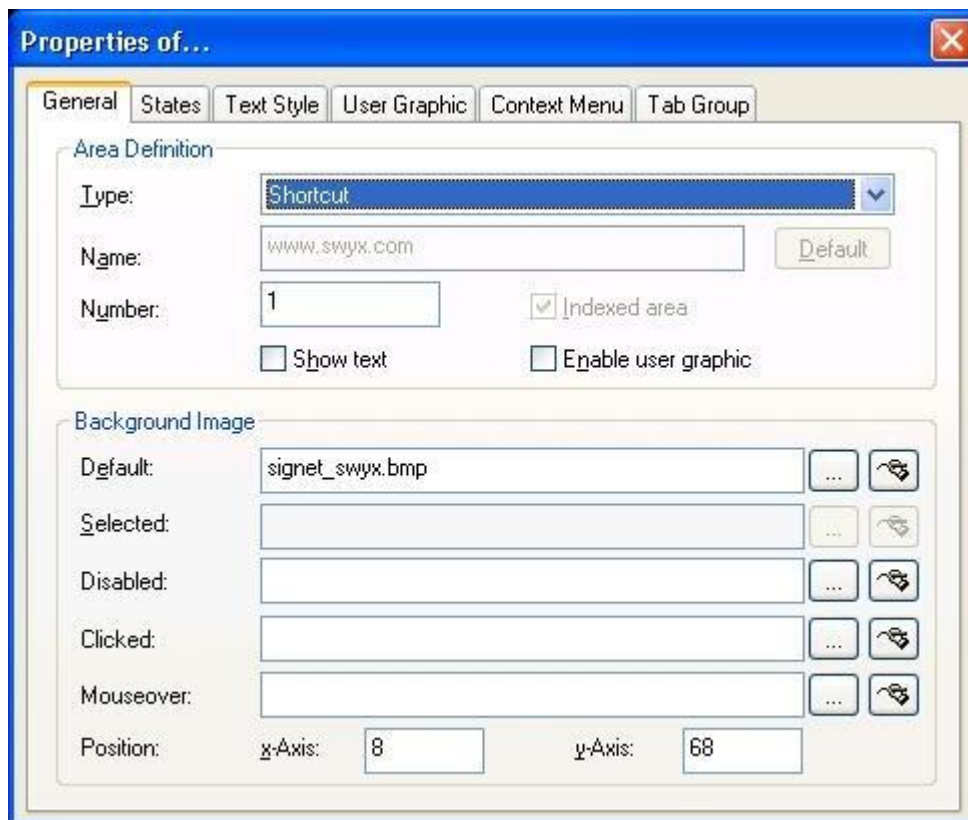 Properties of...
General States Text Style User Graphic Context Menu Tab Group
Area Definition
Type: Shortcut
Name: www.swyx.com Default
Number: 1 Indexed area
Show text Enable user graphic
Background Image
Default: signet_swyx.bmp ...
Selected: ...
Disabled: ...
Clicked: ...
Mouseover: ...
Position: x-Axis: 8 y-Axis: 68